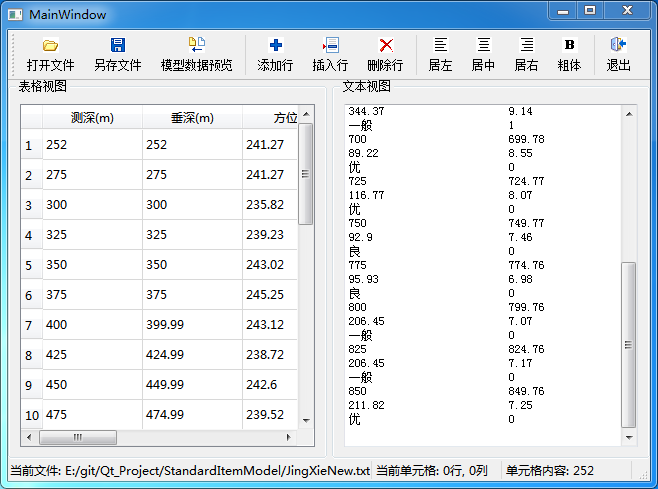 MainWindow
打开文件 另存文件 模型数据预览 添加行 插入行 删除行 居左 居中 居右 粗体 退出
表格视图
测深(m) 垂深(m) 方位
1 252 252 241.27
2 275 275 241.27
3 300 300 235.82
4 325 325 239.23
5 350 350 243.02
6 375 375 245.25
7 400 399.99 243.12
8 425 424.99 238.72
9 450 449.99 242.6
10 475 474.99 239.52
文本视图
344.37 9.14
一般 1
700 699.78
89.22 8.55
优 0
725 724.77
116.77 8.07
优 0
750 749.77
92.9 7.46
良 0
775 774.76
95.93 6.98
良 0
800 799.76
206.45 7.07
一般 0
825 824.76
206.45 7.17
一般 0
850 849.76
211.82 7.25
优 0
当前文件: E:/git/Qt_Project/StandardItemModel/JingXieNew.txt 当前单元格: 0行, 0列 单元格内容: 252